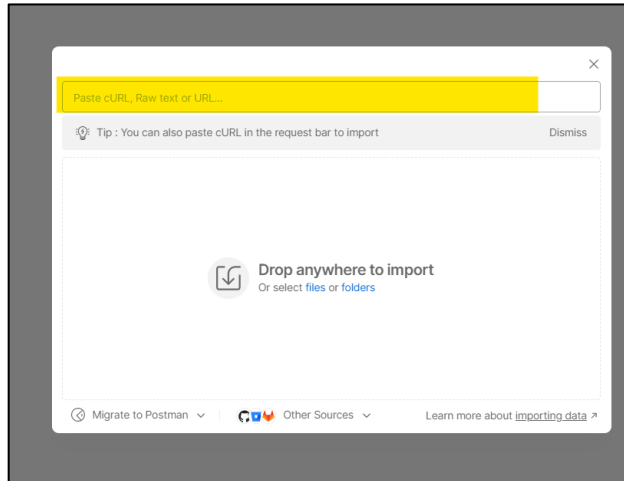 Paste cURL, Raw text or URL...
Tip : You can also paste cURL in the request bar to import
Dismiss
Drop anywhere to import
Or select files or folders
Migrate to Postman
Other Sources
Learn more about importing data ↗